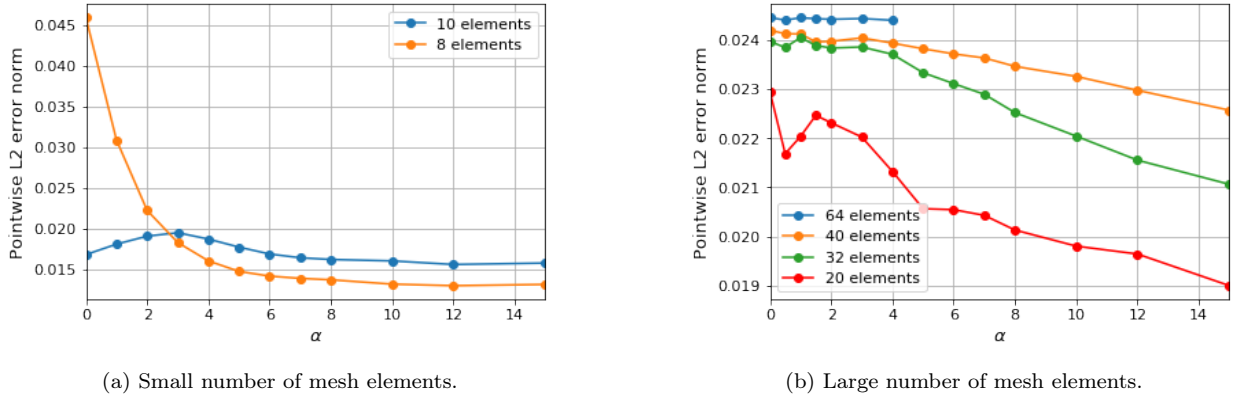 0.045
0.040
0.035
0.030
0.025
0.020
0.015
Pointwise L2 error norm
10 elements
8 elements
0 2 4 6 8 10 12 14
α
(a) Small number of mesh elements.
0.024
0.023
0.022
0.021
0.020
0.019
Pointwise L2 error norm
64 elements
40 elements
32 elements
20 elements
0 2 4 6 8 10 12 14
α
(b) Large number of mesh elements.